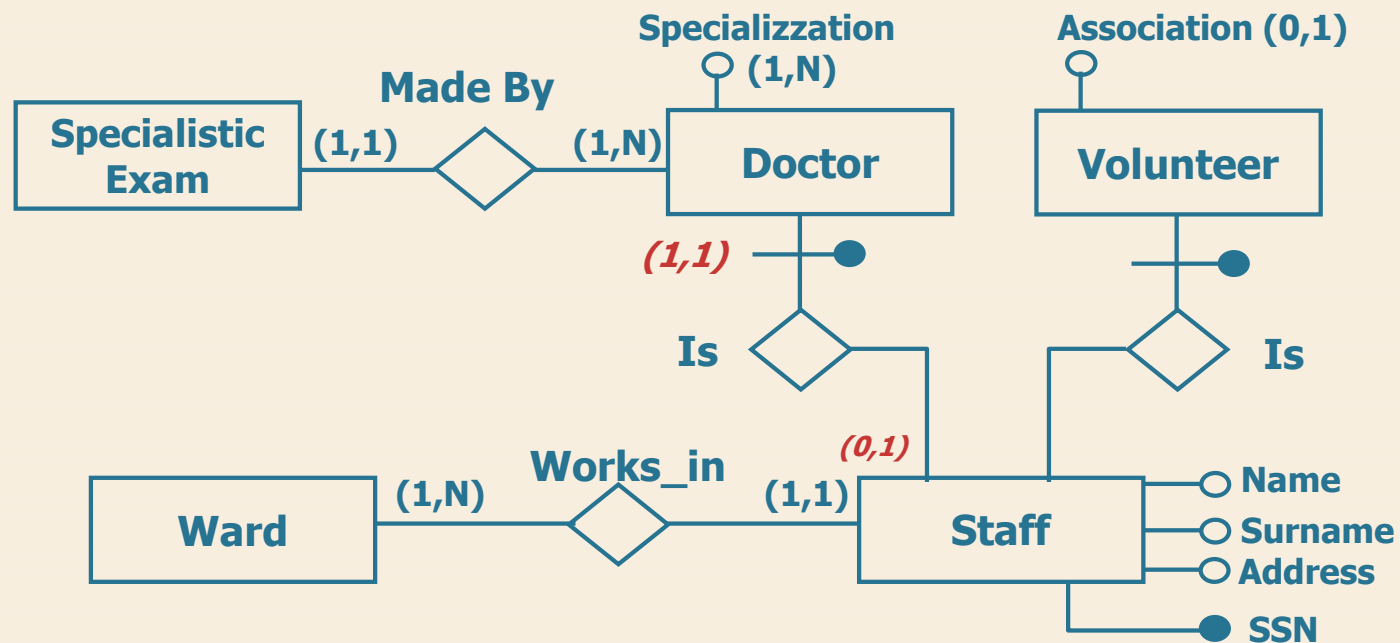 Specializzation
(1,N)
Association (0,1)
Made By
Specialistic
Exam
(1,1)
(1,N)
Doctor
Volunteer
(1,1)
Is
Is
(0,1)
Works_in
Ward
(1,N)
(1,1)
Staff
Name
Surname
Address
SSN